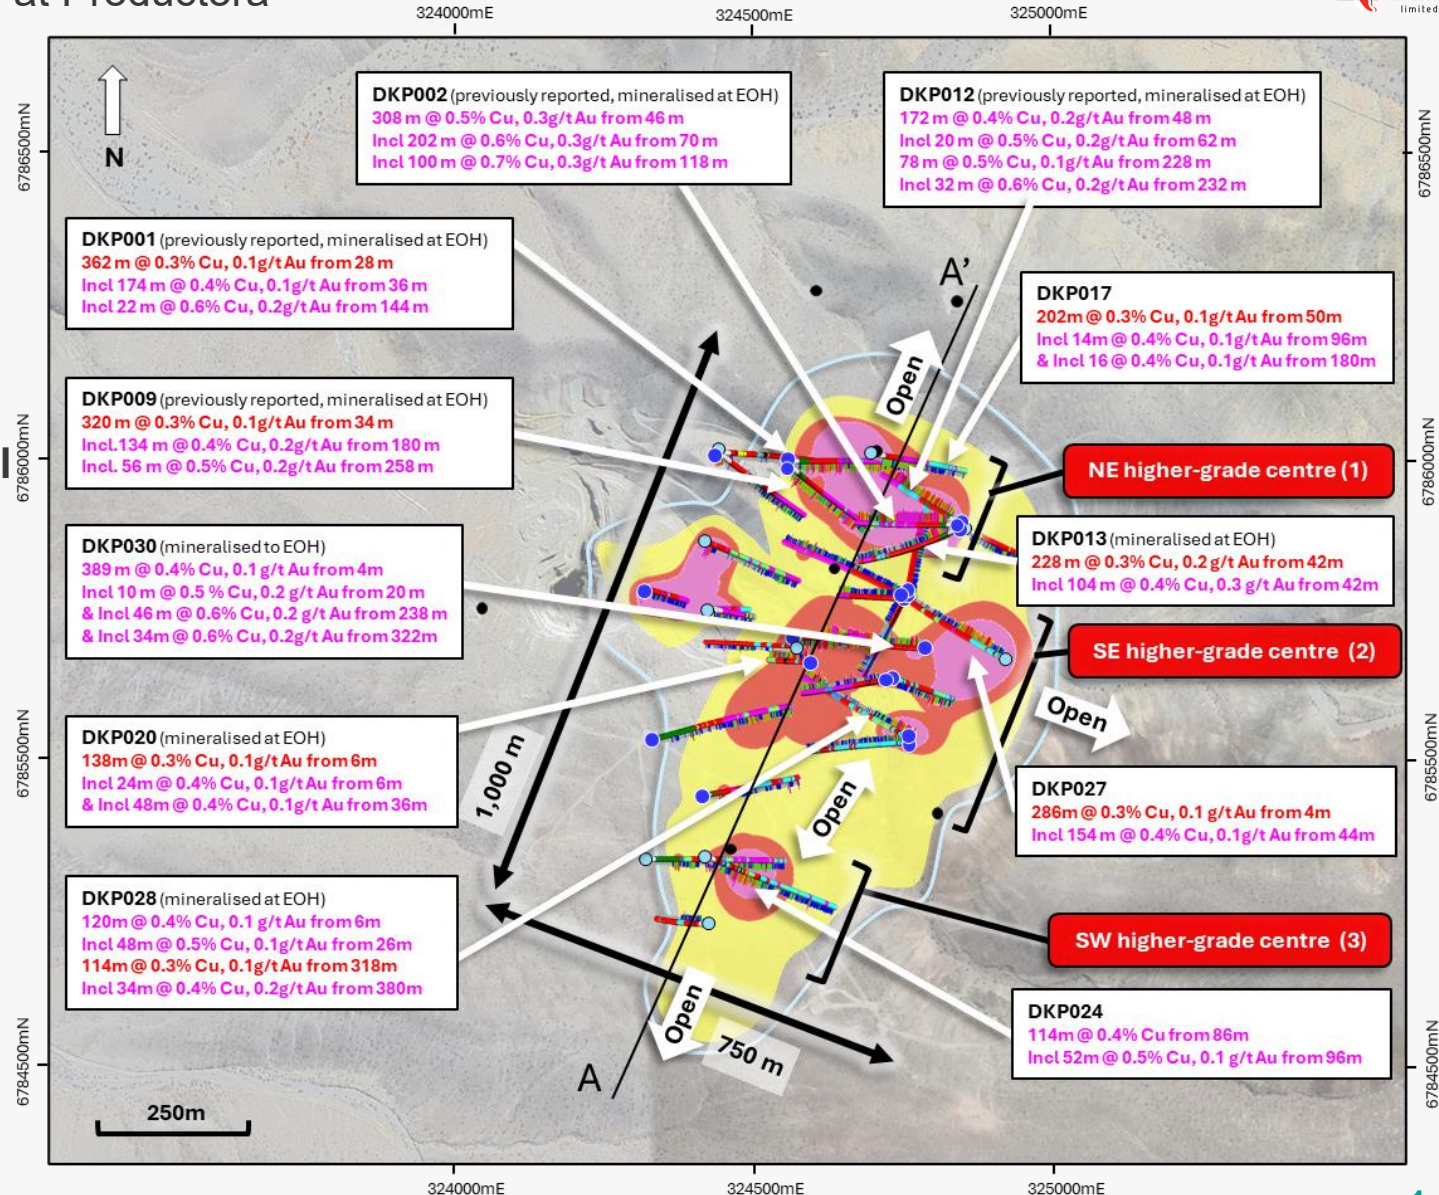 at Productora
limited
324000mE
324500mE
325000mE
6786500mN
6786500mN
N
DKP002 (previously reported, mineralised at EOH)
308 m @ 0.5% Cu, 0.3g/t Au from 46 m
Incl 202 m @ 0.6% Cu, 0.3g/t Au from 70 m
Incl 100 m @ 0.7% Cu, 0.3g/t Au from 118 m
DKP012 (previously reported, mineralised at EOH)
172 m @ 0.4% Cu, 0.2g/t Au from 48 m
Incl 20 m @ 0.5% Cu, 0.2g/t Au from 62 m
78 m @ 0.5% Cu, 0.1g/t Au from 228 m
Incl 32 m @ 0.6% Cu, 0.2g/t Au from 232 m
DKP001 (previously reported, mineralised at EOH)
362 m @ 0.3% Cu, 0.1g/t Au from 28 m
Incl 174 m @ 0.4% Cu, 0.1g/t Au from 36 m
Incl 22 m @ 0.6% Cu, 0.2g/t Au from 144 m
A’
DKP017
202m @ 0.3% Cu, 0.1g/t Au from 50m
Incl 14m @ 0.4% Cu, 0.1g/t Au from 96m
& Incl 16 @ 0.4% Cu, 0.1g/t Au from 180m
Open
DKP009 (previously reported, mineralised at EOH)
320 m @ 0.3% Cu, 0.1g/t Au from 34 m
Incl.134 m @ 0.4% Cu, 0.2g/t Au from 180 m
Incl. 56 m @ 0.5% Cu, 0.2g/t Au from 258 m
6786000mN
6786000mN
NE higher-grade centre (1)
DKP030 (mineralised to EOH)
389 m @ 0.4% Cu, 0.1 g/t Au from 4m
Incl 10 m @ 0.5 % Cu, 0.2 g/t Au from 20 m
& Incl 46 m @ 0.6% Cu, 0.2 g/t Au from 238 m
& Incl 34m @ 0.6% Cu, 0.2g/t Au from 322m
DKP013 (mineralised at EOH)
228 m @ 0.3% Cu, 0.2 g/t Au from 42m
Incl 104 m @ 0.4% Cu, 0.3 g/t Au from 42m
SE higher-grade centre (2)
Open
DKP020 (mineralised at EOH)
138m @ 0.3% Cu, 0.1g/t Au from 6m
Incl 24m @ 0.4% Cu, 0.1g/t Au from 6m
& Incl 48m @ 0.4% Cu, 0.1g/t Au from 36m
6785500mN
6785500mN
1,000 m
Open
DKP027
286m @ 0.3% Cu, 0.1 g/t Au from 4m
Incl 154 m @ 0.4% Cu, 0.1g/t Au from 44m
DKP028 (mineralised at EOH)
120m @ 0.4% Cu, 0.1 g/t Au from 6m
Incl 48m @ 0.5% Cu, 0.1g/t Au from 26m
114m @ 0.3% Cu, 0.1g/t Au from 318m
Incl 34m @ 0.4% Cu, 0.2g/t Au from 380m
SW higher-grade centre (3)
Open
750 m
DKP024
114m @ 0.4% Cu from 86m
Incl 52m @ 0.5% Cu, 0.1 g/t Au from 96m
A
6784500mN
6784500mN
250m
324000mE
324500mE
325000mE